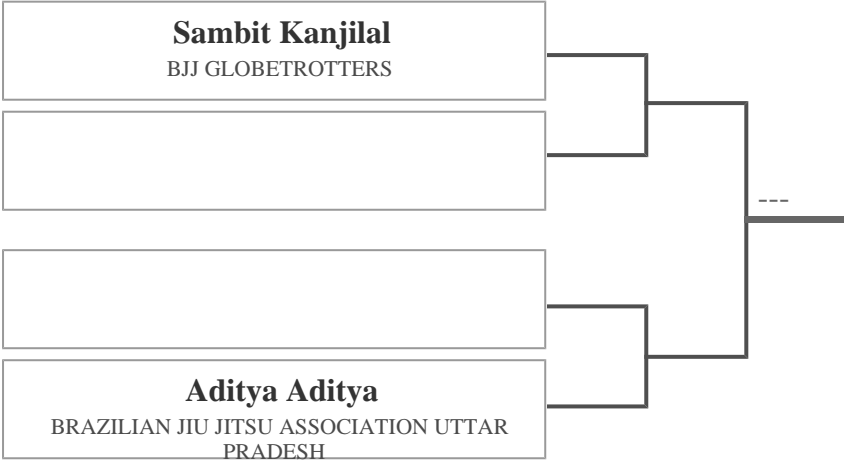 Sambit Kanjilal
BJJ GLOBETROTTERS
---
Aditya Aditya
BRAZILIAN JIU JITSU ASSOCIATION UTTAR
PRADESH